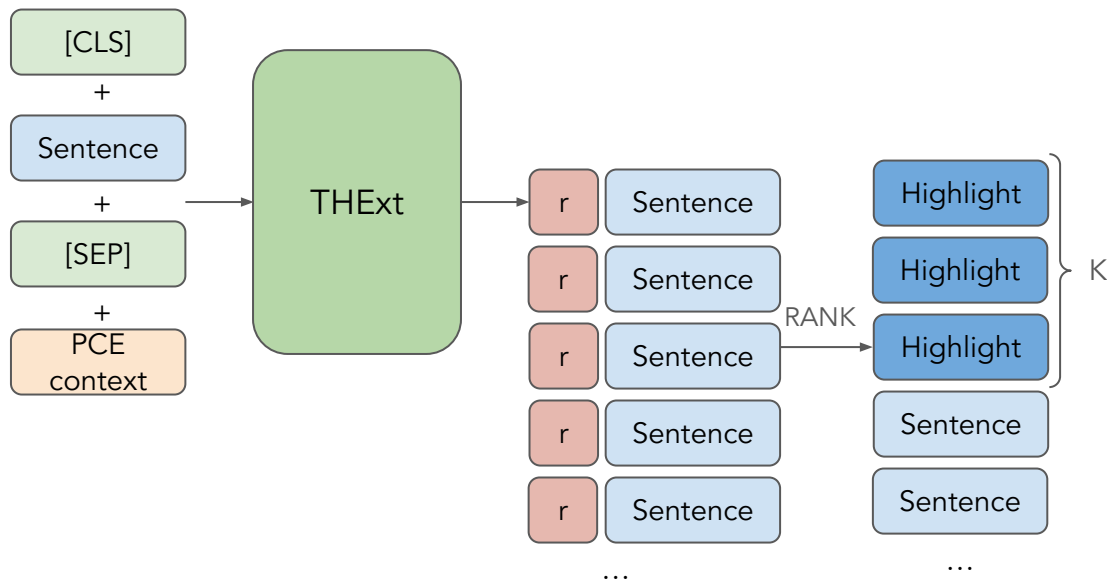 [CLS]
+
Sentence
+
[SEP]
+
PCE
context
THExt
r Sentence
r Sentence
r Sentence
r Sentence
r Sentence
...
RANK
Highlight
Highlight
Highlight
Sentence
Sentence
...
K